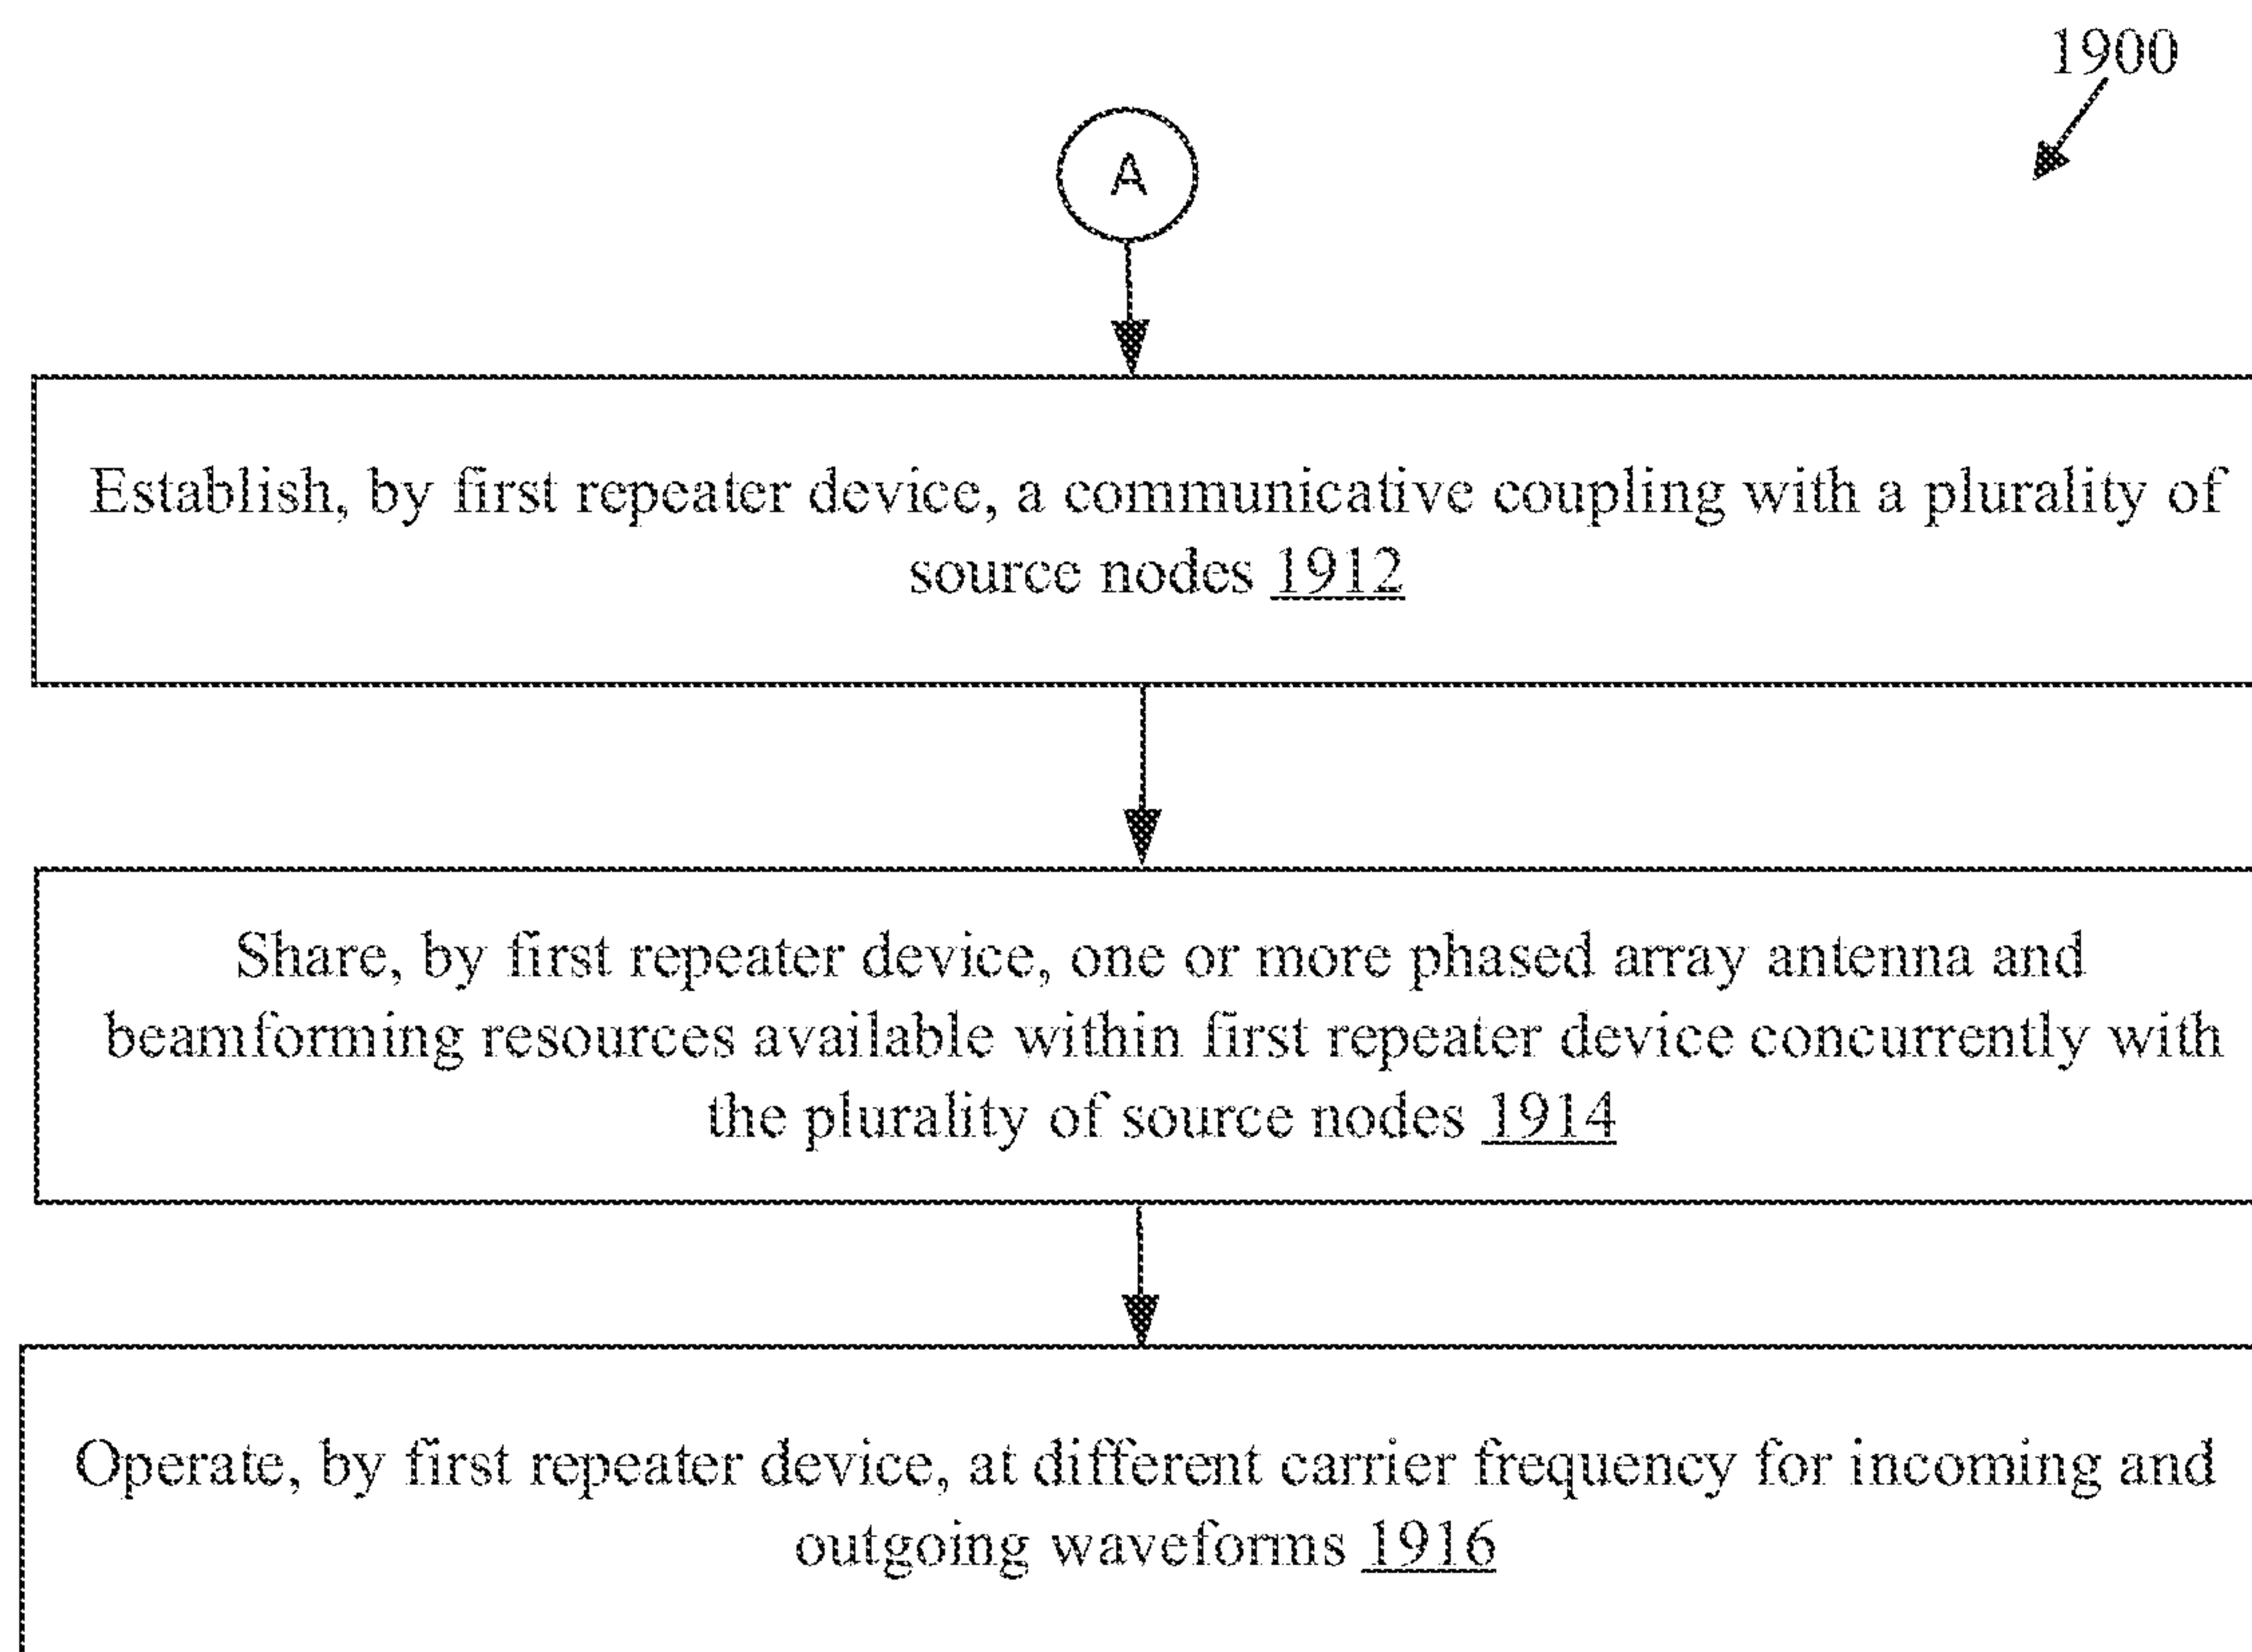 1900
A
Establish, by first repeater device, a communicative coupling with a plurality of
source nodes 1912
Share, by first repeater device, one or more phased array antenna and
beamforming resources available within first repeater device concurrently with
the plurality of source nodes 1914
Operate, by first repeater device, at different carrier frequency for incoming and
outgoing waveforms 1916